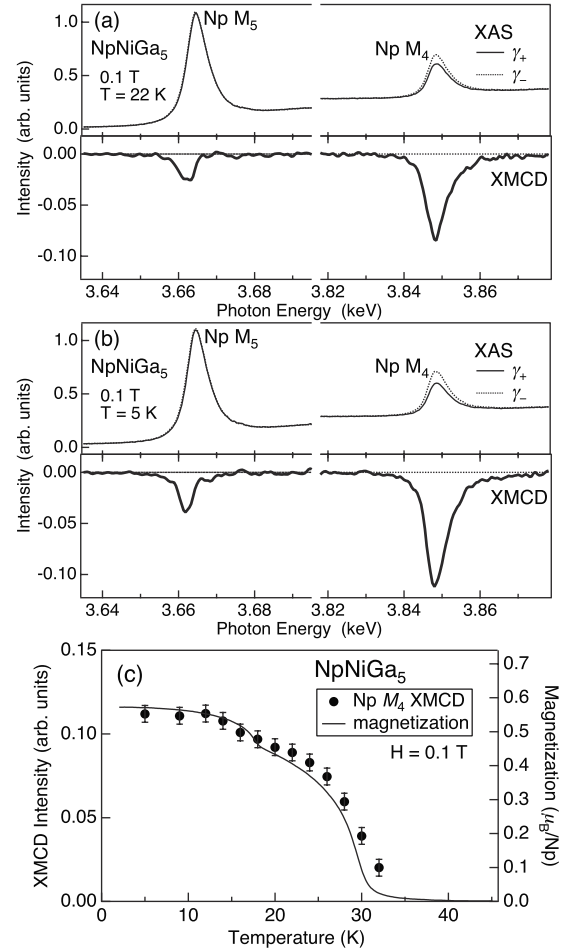 (a)
Np M5
NpNiGa5
0.1 T
T = 22 K
Np M4
XAS
γ+
γ−
1.0
0.5
0.0
Intensity (arb. units)
XMCD
0.00
-0.05
-0.10
Intensity (arb. units)
3.64 3.66 3.68 3.82 3.84 3.86
Photon Energy (keV)
(b)
Np M5
NpNiGa5
0.1 T
T = 5 K
Np M4
XAS
γ+
γ−
1.0
0.5
0.0
Intensity (arb. units)
XMCD
0.00
-0.05
-0.10
Intensity (arb. units)
3.64 3.66 3.68 3.82 3.84 3.86
Photon Energy (keV)
(c)
NpNiGa5
Np M4 XMCD
magnetization
H = 0.1 T
0.15
0.10
0.05
0.00
XMCD Intensity (arb. units)
0.7
0.6
0.5
0.4
0.3
0.2
0.1
0.0
Magnetization (μB/Np)
0 10 20 30 40
Temperature (K)